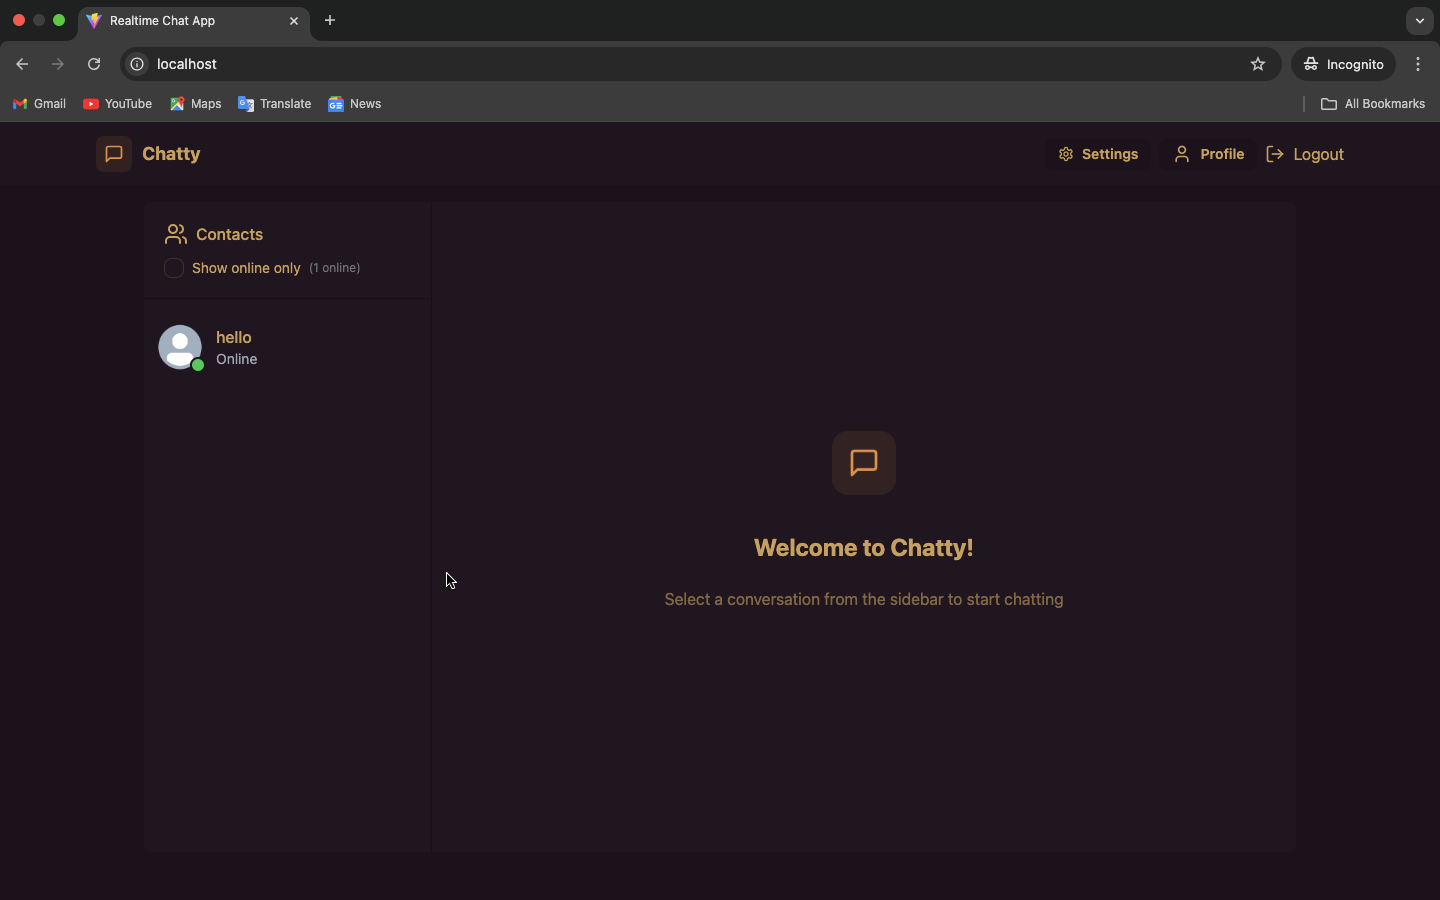 Realtime Chat App
localhost
Incognito
Gmail
YouTube
Maps
Translate
News
All Bookmarks
Chatty
Settings
Profile
Logout
Contacts
Show online only (1 online)
hello
Online
Welcome to Chatty!
Select a conversation from the sidebar to start chatting